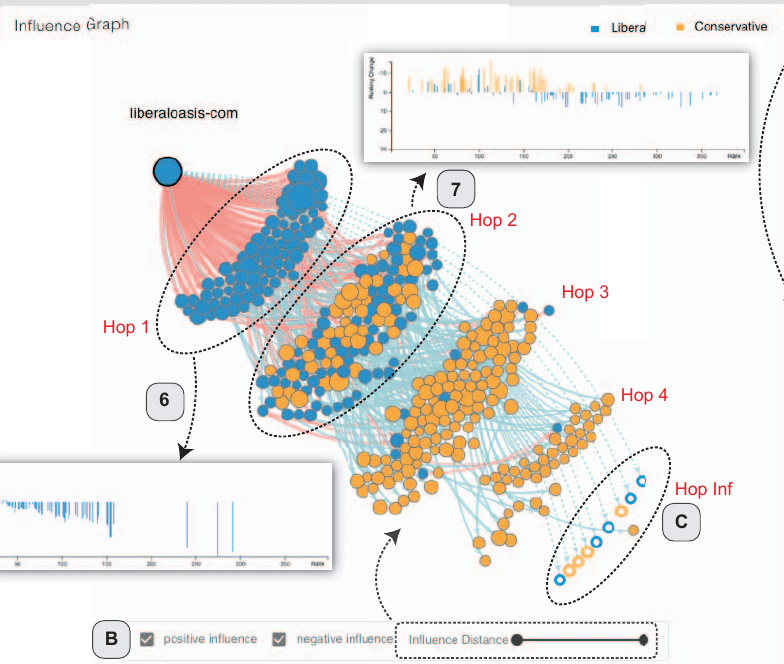 Influence Graph
Libera
Conservative
liberaloasis-com
Ranking Change
-10
0
10
20
30
50
100
150
200
250
300
350
Rank
7
Hop 2
Hop 3
Hop 1
6
Hop 4
Hop Inf
C
50
100
150
200
250
300
350
Rank
B
positive influence
negative influence
Influence Distance